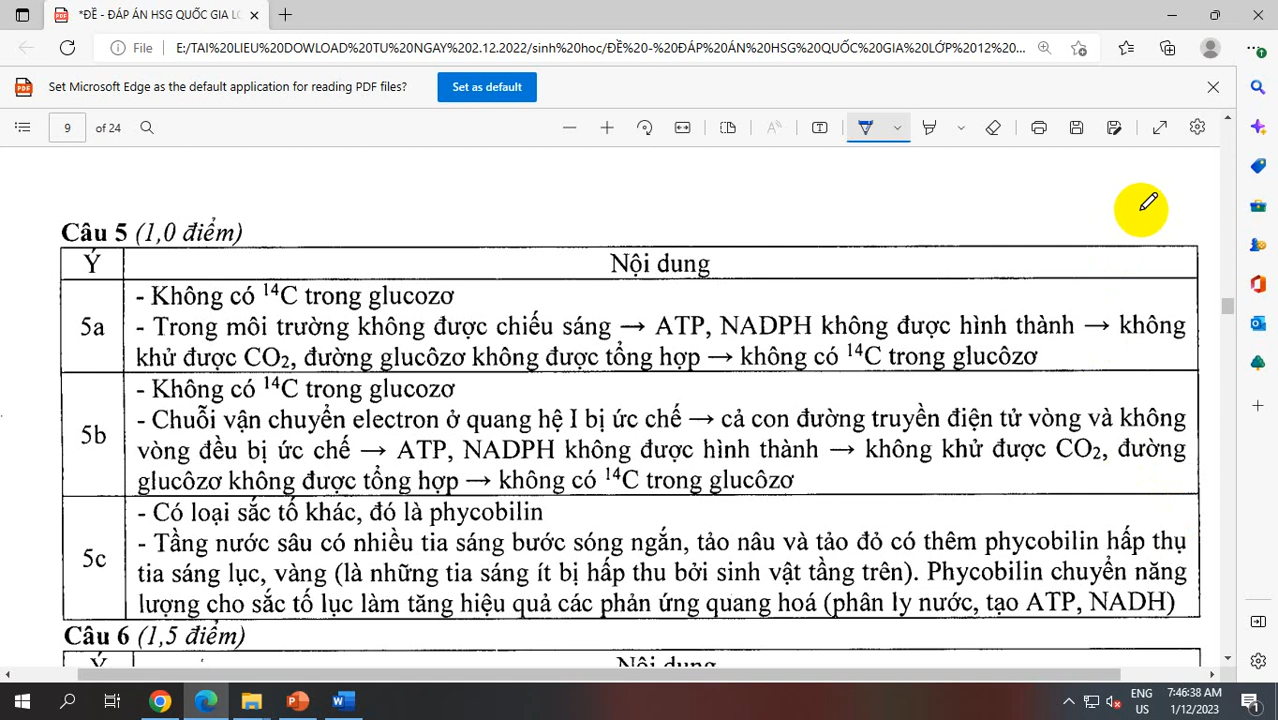 *ĐỀ - ĐÁP ÁN HSG QUỐC GIA LỚ
File
E:/TAI%20LIEU%20DOWLOAD%20TU%20NGAY%202.12.2022/sinh%20hoc/ĐỀ%20-%20ĐÁP%20ÁN%20HSG%20QUỐC%20GIA%20LỚP%2012%20...
Set Microsoft Edge as the default application for reading PDF files?
Set as default
9 of 24
Câu 5 (1,0 điểm)
Ý Nội dung
- Không có ¹⁴C trong glucozơ
5a - Trong môi trường không được chiếu sáng → ATP, NADPH không được hình thành → không
khử được CO₂, đường glucôzơ không được tổng hợp → không có ¹⁴C trong glucôzơ
- Không có ¹⁴C trong glucozơ
- Chuỗi vận chuyển electron ở quang hệ I bị ức chế → cả con đường truyền điện tử vòng và không
5b vòng đều bị ức chế → ATP, NADPH không được hình thành → không khử được CO₂, đường
glucôzơ không được tổng hợp → không có ¹⁴C trong glucôzơ
- Có loại sắc tố khác, đó là phycobilin
- Tầng nước sâu có nhiều tia sáng bước sóng ngắn, tảo nâu và tảo đỏ có thêm phycobilin hấp thụ
5c tia sáng lục, vàng (là những tia sáng ít bị hấp thu bởi sinh vật tầng trên). Phycobilin chuyển năng
lượng cho sắc tố lục làm tăng hiệu quả các phản ứng quang hoá (phân ly nước, tạo ATP, NADH)
Câu 6 (1,5 điểm)
Ý Nội dung
ENG 7:46:38 AM
US 1/12/2023